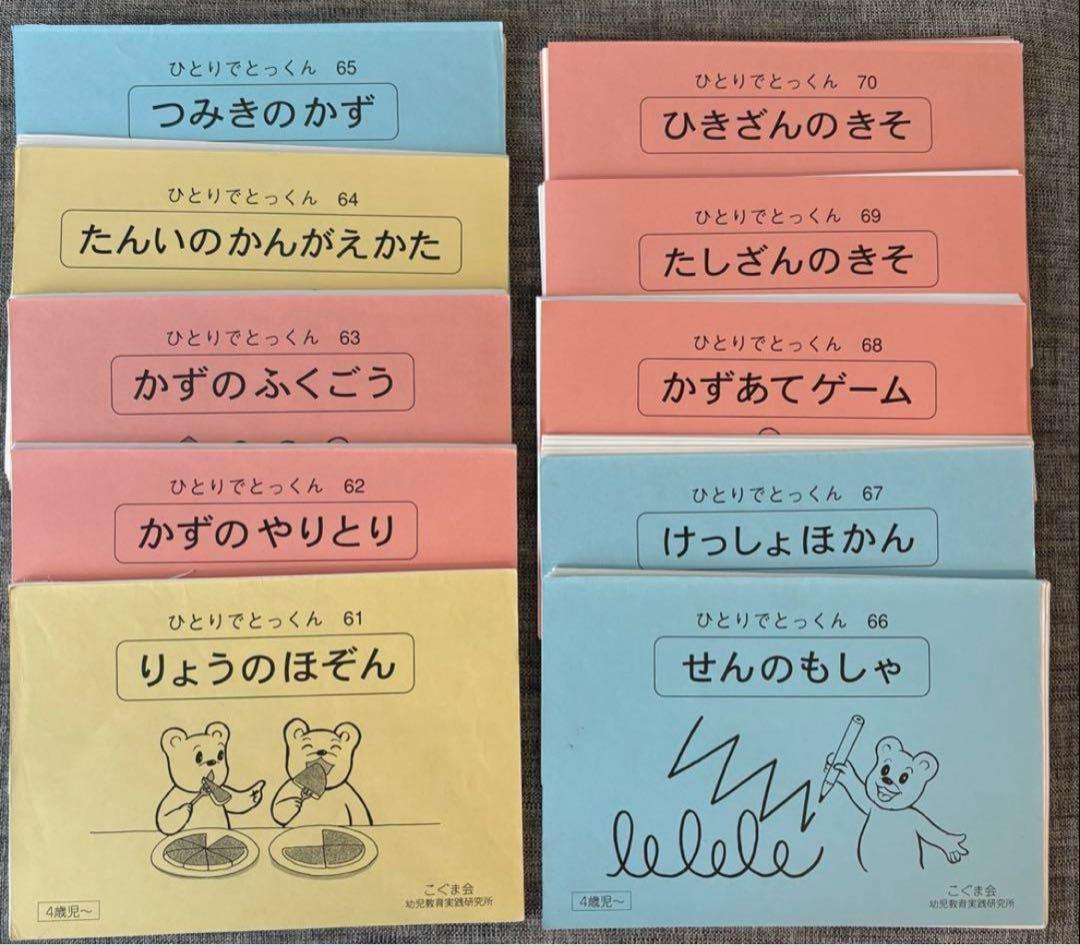 ひとりでとっくん 65
つみきのかず
ひとりでとっくん 64
たんいのかんがえかた
ひとりでとっくん 63
かずのふくごう
ひとりでとっくん 62
かずのやりとり
ひとりでとっくん 61
りょうのほぞん
4歳児〜
こぐま会
幼児教育実践研究所
ひとりでとっくん 70
ひきざんのきそ
ひとりでとっくん 69
たしざんのきそ
ひとりでとっくん 68
かずあてゲーム
ひとりでとっくん 67
けっしょほかん
ひとりでとっくん 66
せんのもしゃ
4歳児〜
こぐま会
幼児教育実践研究所